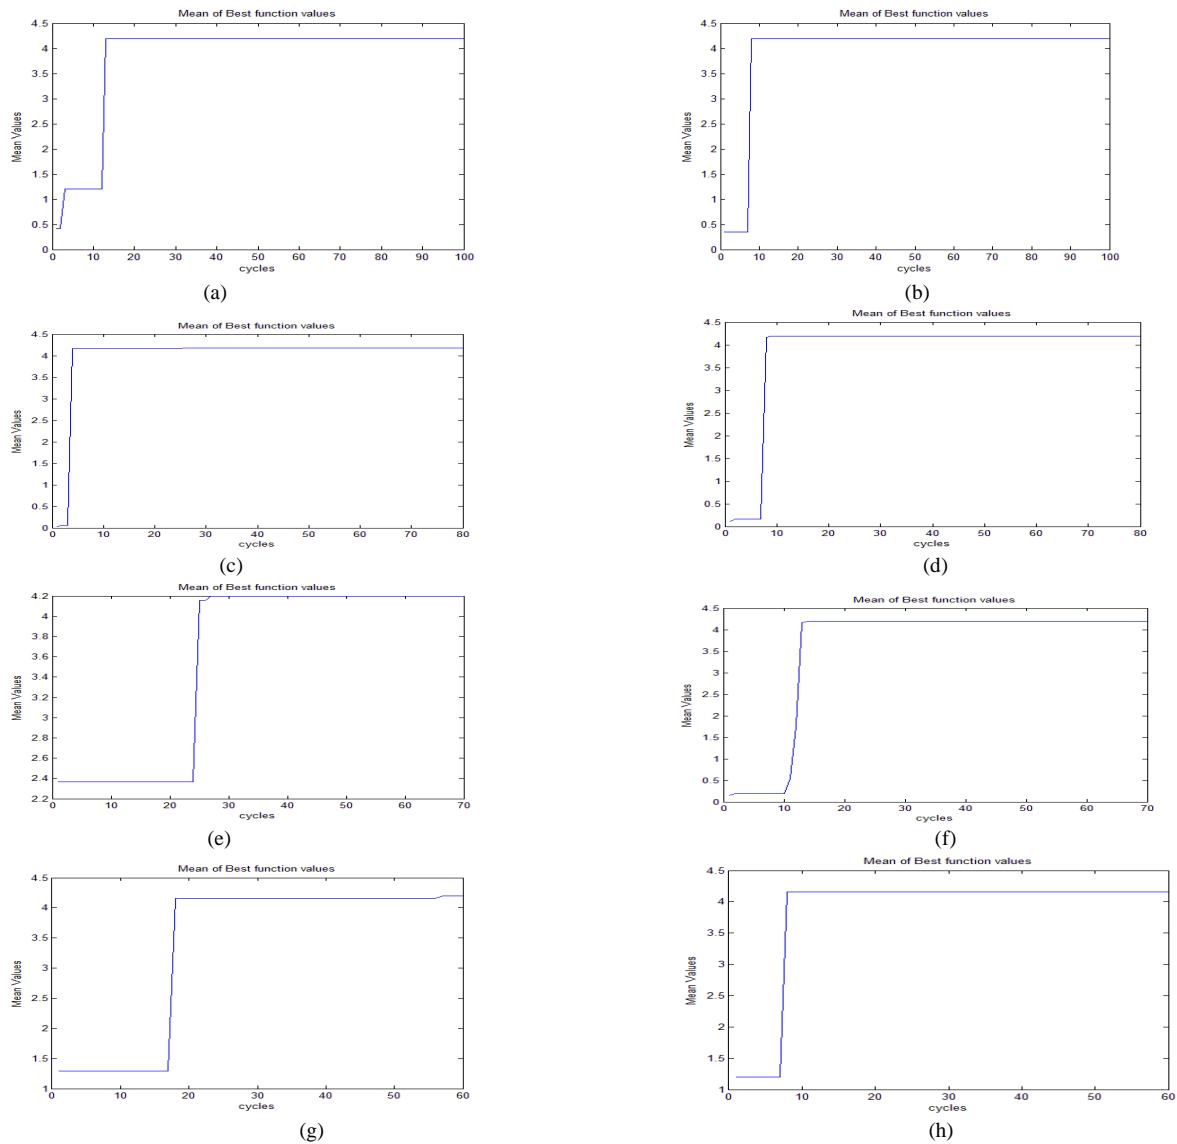 Mean of Best function values
Mean Values
4.5
4
3.5
3
2.5
2
1.5
1
0.5
0
0 10 20 30 40 50 60 70 80 90 100
cycles
(a)
Mean of Best function values
Mean Values
4.5
4
3.5
3
2.5
2
1.5
1
0.5
0
0 10 20 30 40 50 60 70 80 90 100
cycles
(b)
Mean of Best function values
Mean Values
4.5
4
3.5
3
2.5
2
1.5
1
0.5
0
0 10 20 30 40 50 60 70 80
cycles
(c)
Mean of Best function values
Mean Values
4.5
4
3.5
3
2.5
2
1.5
1
0.5
0
0 10 20 30 40 50 60 70 80
cycles
(d)
Mean of Best function values
Mean Values
4.2
4
3.8
3.6
3.4
3.2
3
2.8
2.6
2.4
2.2
0 10 20 30 40 50 60 70
cycles
(e)
Mean of Best function values
Mean Values
4.5
4
3.5
3
2.5
2
1.5
1
0.5
0
0 10 20 30 40 50 60 70
cycles
(f)
Mean of Best function values
Mean Values
4.5
4
3.5
3
2.5
2
1.5
1
0 10 20 30 40 50 60
cycles
(g)
Mean of Best function values
Mean Values
4.5
4
3.5
3
2.5
2
1.5
1
0 10 20 30 40 50 60
cycles
(h)